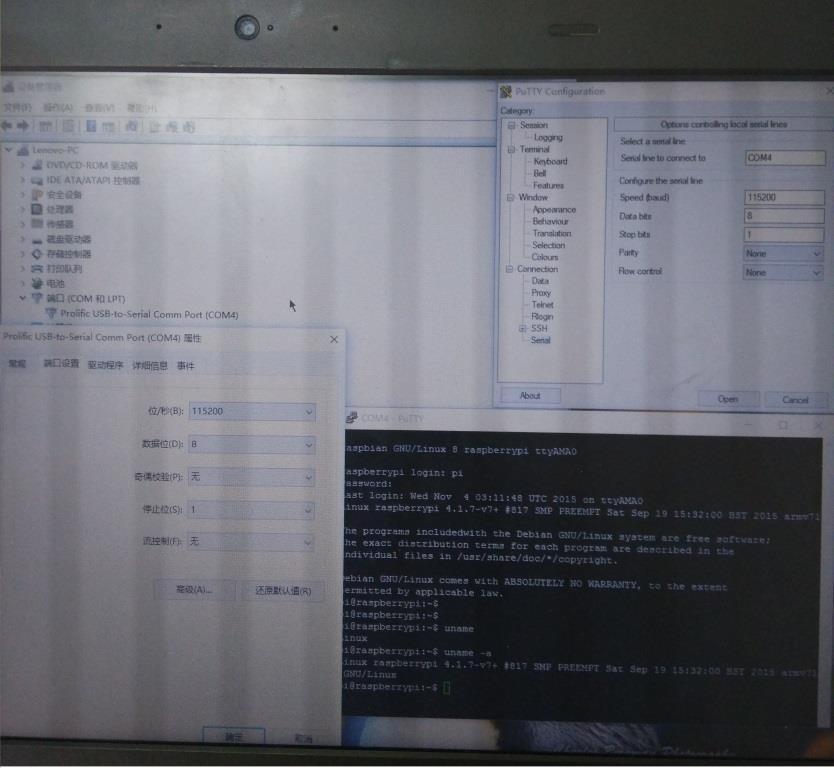 设备管理器
文件(F) 操作(A) 查看(V) 帮助(H)
Lenovo-PC
DVD/CD-ROM 驱动器
IDE ATA/ATAPI 控制器
安全设备
处理器
传感器
磁盘驱动器
存储控制器
打印队列
电池
端口 (COM 和 LPT)
Prolific USB-to-Serial Comm Port (COM4)
Prolific USB-to-Serial Comm Port (COM4) 属性
常规 端口设置 驱动程序 详细信息 事件
位/秒(B): 115200
数据位(D): 8
奇偶校验(P): 无
停止位(S): 1
流控制(F): 无
高级(A)... 还原默认值(R)
确定 取消
PuTTY Configuration
Category:
Session
Logging
Terminal
Keyboard
Bell
Features
Window
Appearance
Behaviour
Translation
Selection
Colours
Connection
Data
Proxy
Telnet
Rlogin
SSH
Serial
Options controlling local serial lines
Select a serial line
Serial line to connect to COM4
Configure the serial line
Speed (baud) 115200
Data bits 8
Stop bits 1
Parity None
Flow control None
About Open Cancel
COM4 - PuTTY
aspbian GNU/Linux 8 raspberrypi ttyAMA0
aspberrypi login: pi
assword:
ast login: Wed Nov 4 03:11:48 UTC 2015 on ttyAMA0
inux raspberrypi 4.1.7-v7+ #817 SMP PREEMPT Sat Sep 19 15:32:00 BST 2015 armv7l
he programs includedwith the Debian GNU/Linux system are free software;
he exact distribution terms for each program are described in the
ndividual files in /usr/share/doc/*/copyright.
ebian GNU/Linux comes with ABSOLUTELY NO WARRANTY, to the extent
ermitted by applicable law.
i@raspberrypi:~$
i@raspberrypi:~$
i@raspberrypi:~$ uname
inux
i@raspberrypi:~$ uname -a
inux raspberrypi 4.1.7-v7+ #817 SMP PREEMPT Sat Sep 19 15:32:00 BST 2015 armv7l
GNU/Linux
i@raspberrypi:~$